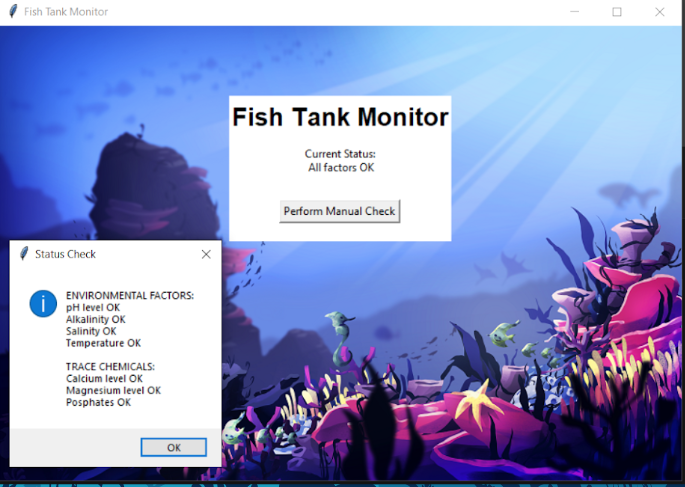 Fish Tank Monitor
Fish Tank Monitor
Current Status:
All factors OK
Perform Manual Check
Status Check
ENVIRONMENTAL FACTORS:
pH level OK
Alkalinity OK
Salinity OK
Temperature OK
TRACE CHEMICALS:
Calcium level OK
Magnesium level OK
Posphates OK
OK